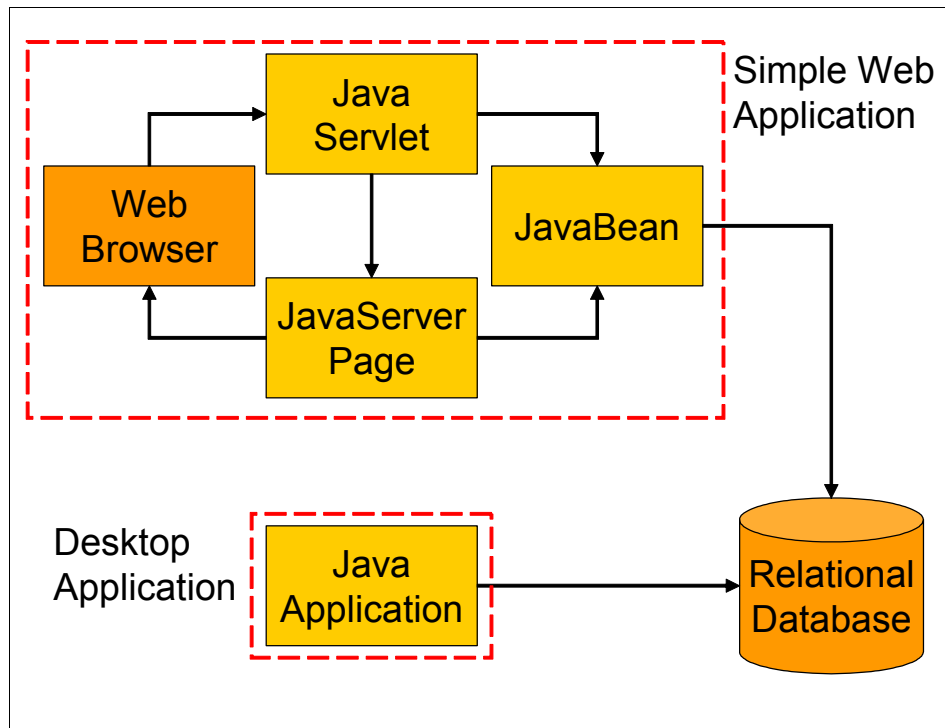 Simple Web
Application
Java
Servlet
Web
Browser
JavaBean
JavaServer
Page
Desktop
Application
Java
Application
Relational
Database